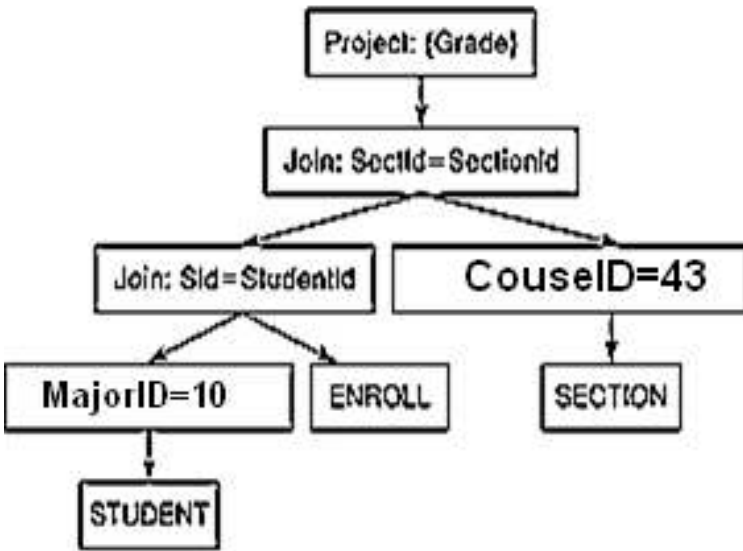 Project: {Grade}
Join: SectId=SectionId
Join: SId=StudentId
CouseID=43
MajorID=10
ENROLL
SECTION
STUDENT